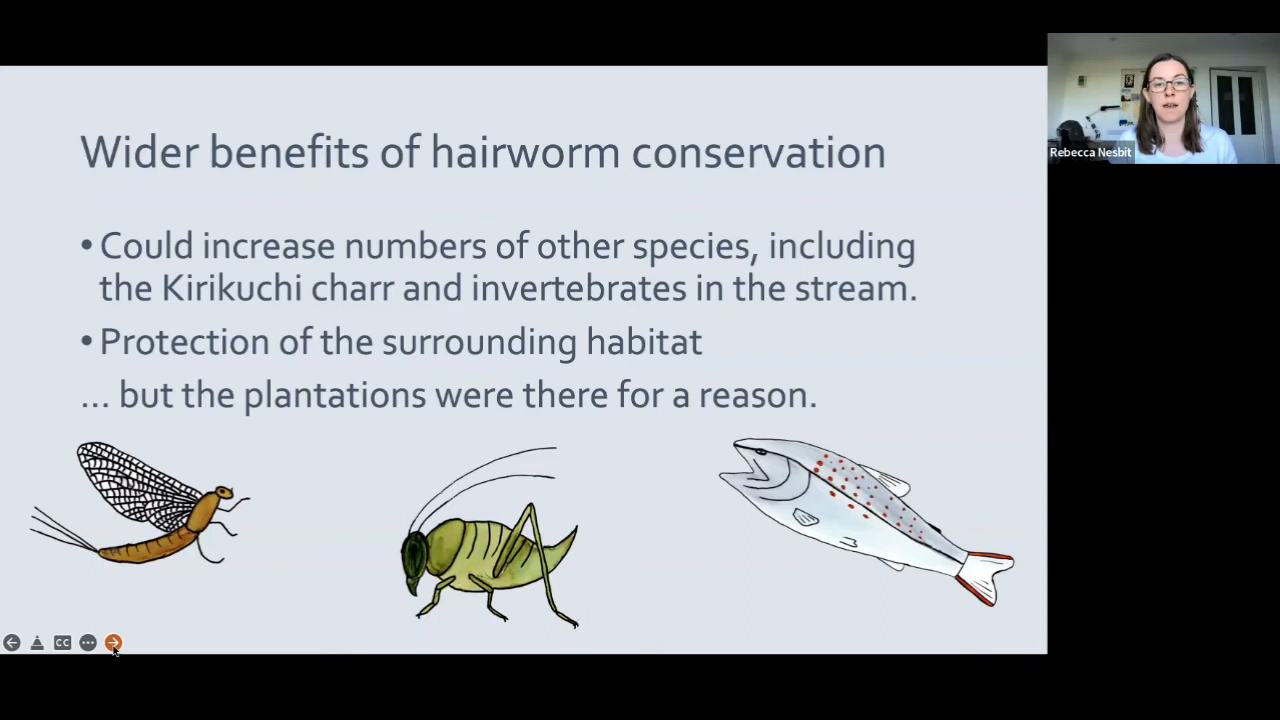 Wider benefits of hairworm conservation
• Could increase numbers of other species, including
the Kirikuchi charr and invertebrates in the stream.
• Protection of the surrounding habitat
... but the plantations were there for a reason.
Rebecca Nesbit
CC